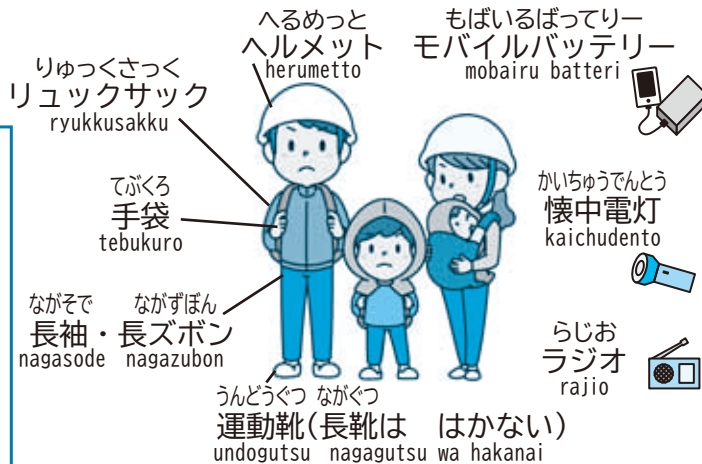 へるめっと
ヘルメット
herumetto
もばいるばってりー
モバイルバッテリー
mobairu batteri
りゅっくさっく
リュックサック
ryukkusakku
てぶくろ
手袋
tebukuro
かいちゅうでんとう
懐中電灯
kaichudento
ながそで ながずぼん
長袖・長ズボン
nagasode nagazubon
らじお
ラジオ
rajio
うんどうぐつ ながぐつ
運動靴(長靴は はかない)
undogutsu nagagutsu wa hakanai